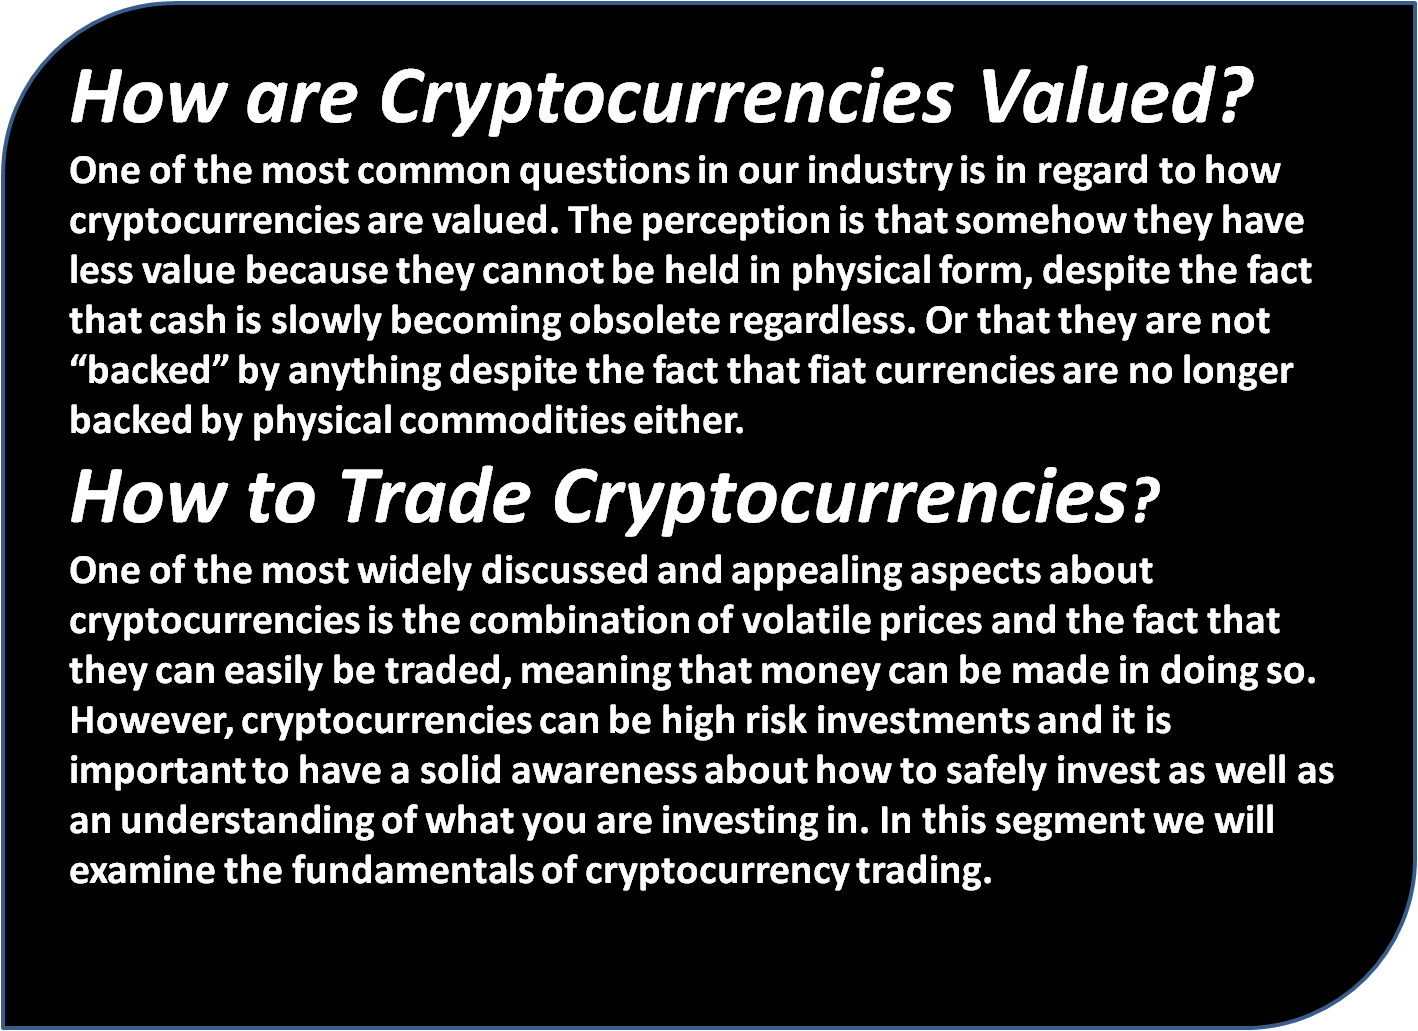 How are Cryptocurrencies Valued?
One of the most common questions in our industry is in regard to how
cryptocurrencies are valued. The perception is that somehow they have
less value because they cannot be held in physical form, despite the fact
that cash is slowly becoming obsolete regardless. Or that they are not
“backed” by anything despite the fact that fiat currencies are no longer
backed by physical commodities either.
How to Trade Cryptocurrencies?
One of the most widely discussed and appealing aspects about
cryptocurrencies is the combination of volatile prices and the fact that
they can easily be traded, meaning that money can be made in doing so.
However, cryptocurrencies can be high risk investments and it is
important to have a solid awareness about how to safely invest as well as
an understanding of what you are investing in. In this segment we will
examine the fundamentals of cryptocurrency trading.